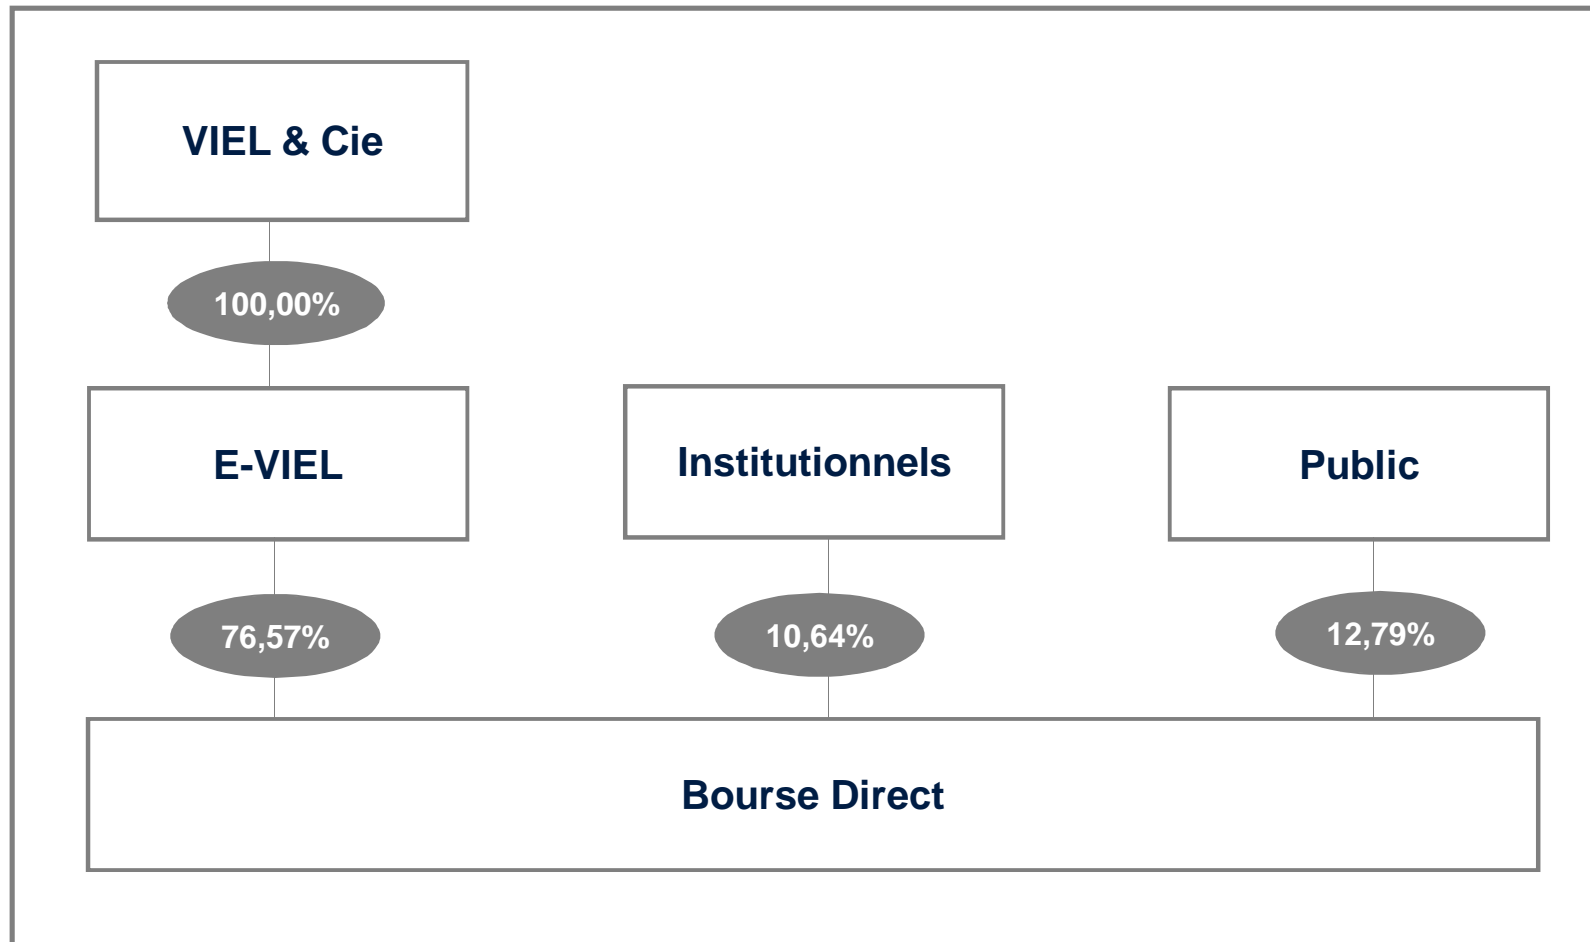 VIEL & Cie
100,00%
E-VIEL
Institutionnels
Public
76,57%
10,64%
12,79%
Bourse Direct